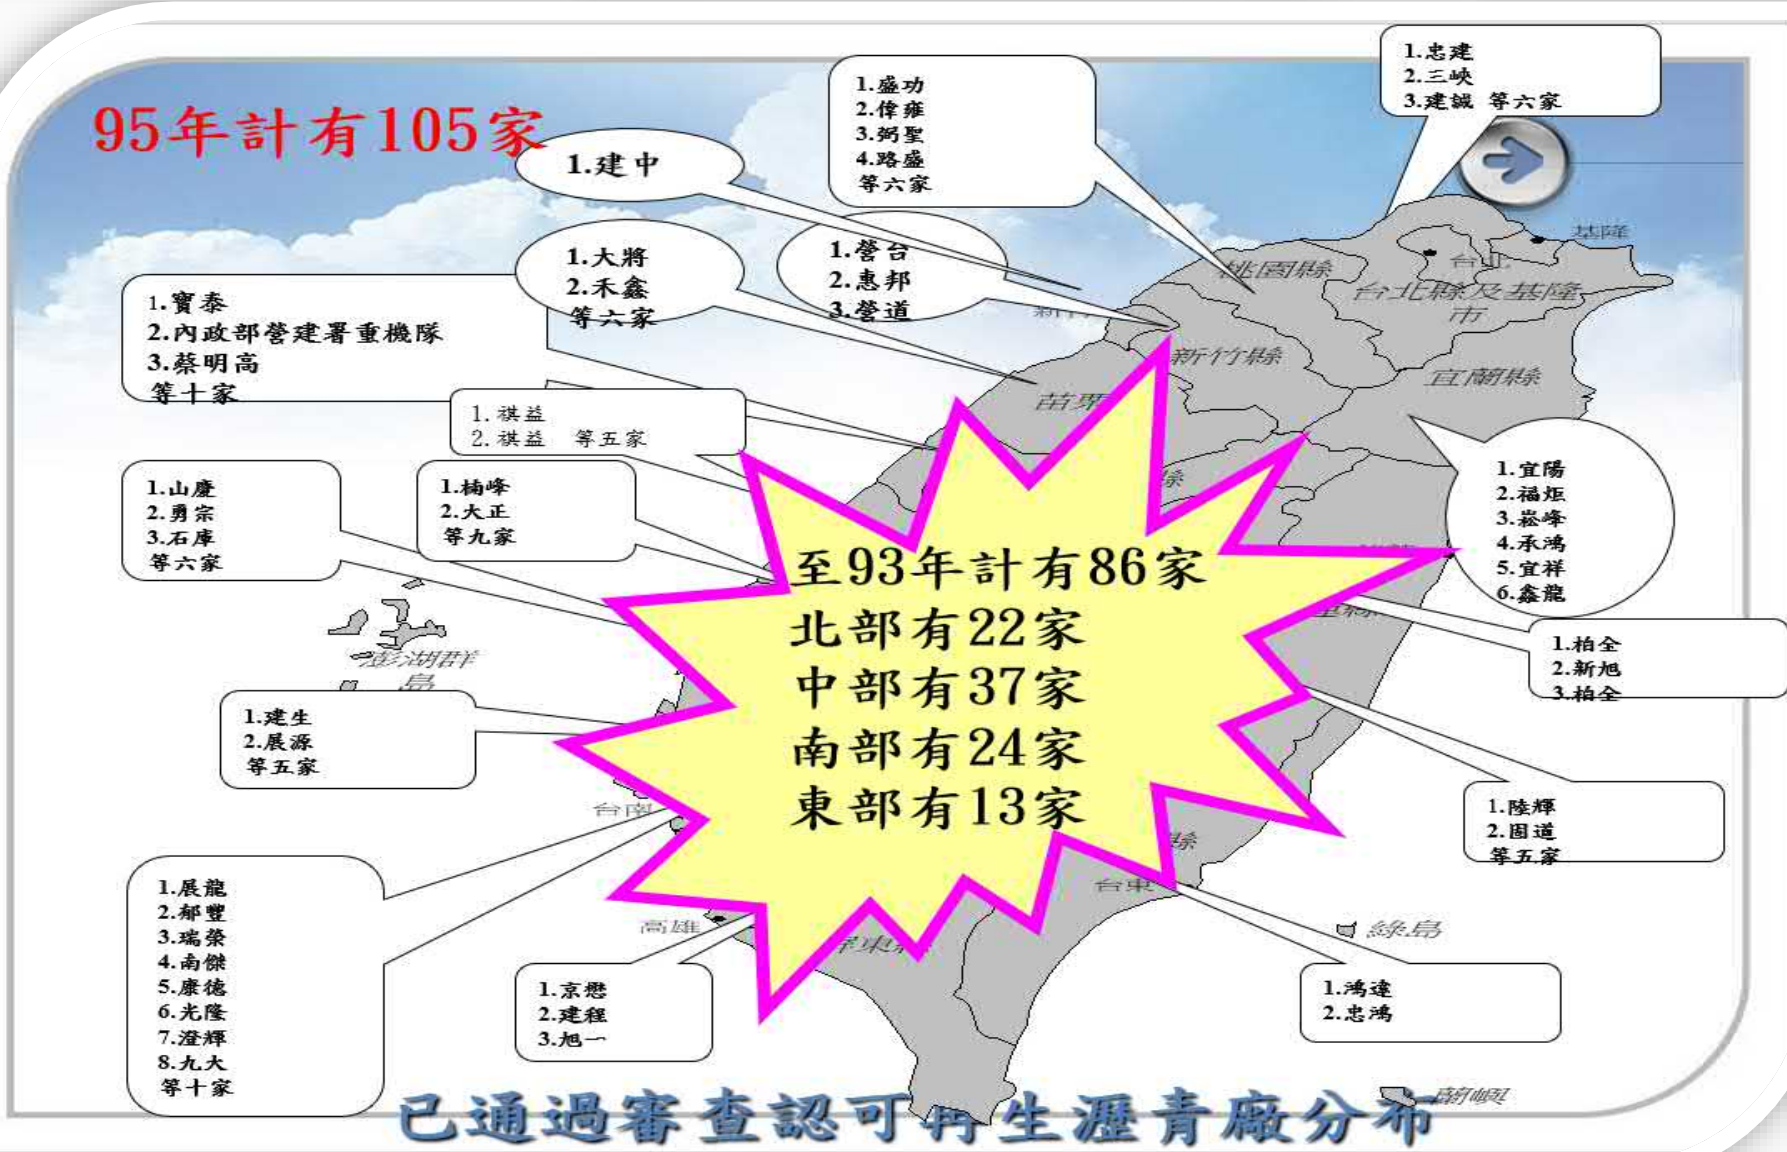 95年計有105家
1.忠建
2.三峽
3.建誠 等六家
1.盛功
2.偉雍
3.弼聖
4.路盛
等六家
1.建中
1.大將
2.禾鑫
等六家
1.營台
2.惠邦
3.營道
1.寶泰
2.內政部營建署重機隊
3.蔡明高
等十家
1.祺益
2.祺益 等五家
1.山慶
2.勇宗
3.石庫
等六家
1.楠峰
2.大正
等九家
基隆
台北
桃園縣
台北縣及基隆
市
新竹縣
宜蘭縣
苗栗
1.宜陽
2.福炬
3.崧峰
4.承鴻
5.宜祥
6.鑫龍
至93年計有86家
北部有22家
中部有37家
南部有24家
東部有13家
1.柏全
2.新旭
3.柏全
澎湖群
島
1.建生
2.展源
等五家
台南
1.陸輝
2.固道
等五家
1.展龍
2.郁豐
3.瑞榮
4.南傑
5.康德
6.光隆
7.澄輝
8.九大
等十家
縣
台東
高雄
屏東縣
綠島
1.京懋
2.建程
3.旭一
1.鴻達
2.忠鴻
蘭嶼
已通過審查認可再生瀝青廠分布